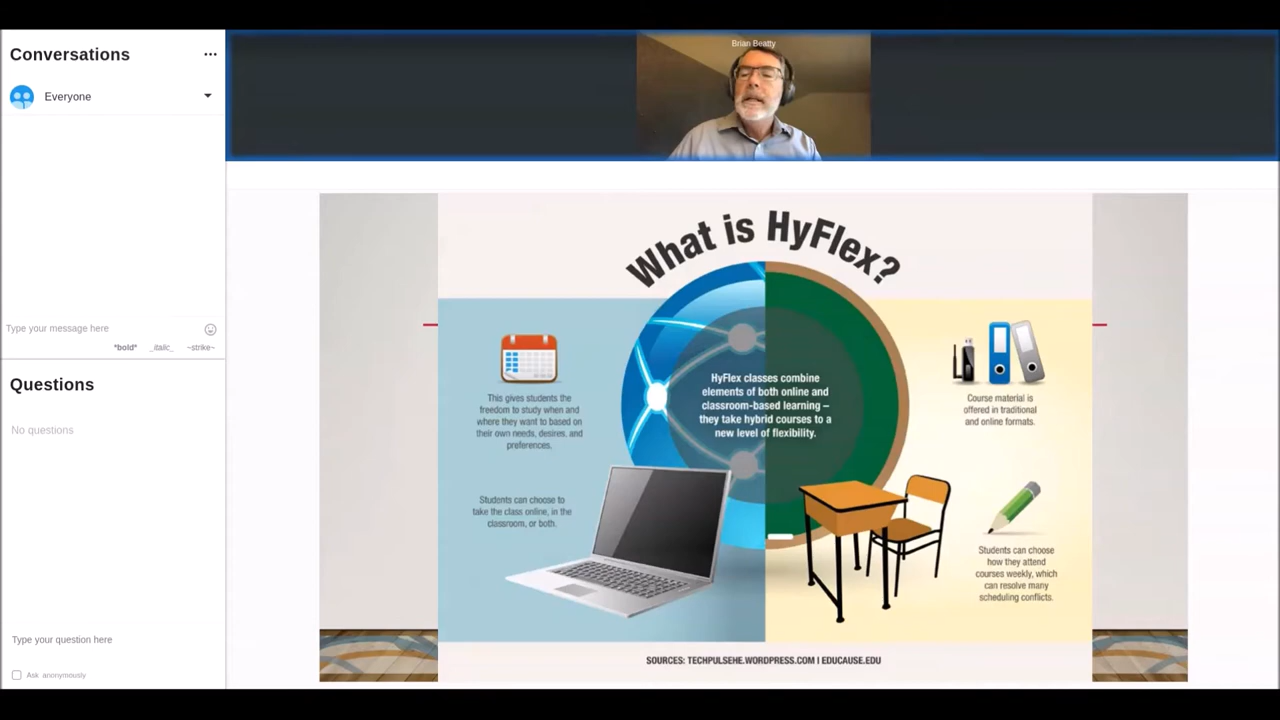 Conversations
Everyone
Type your message here
*bold* _italic_ ~strike~
Questions
No questions
Type your question here
Ask anonymously
Brian Beatty
What is HyFlex?
HyFlex classes combine
elements of both online and
classroom-based learning –
they take hybrid courses to a
new level of flexibility.
This gives students the
freedom to study when and
where they want to based on
their own needs, desires, and
preferences.
Students can choose to
take the class online, in the
classroom, or both.
Course material is
offered in traditional
and online formats.
Students can choose
how they attend
courses weekly, which
can resolve many
scheduling conflicts.
SOURCES: TECHPULSEHE.WORDPRESS.COM | EDUCAUSE.EDU